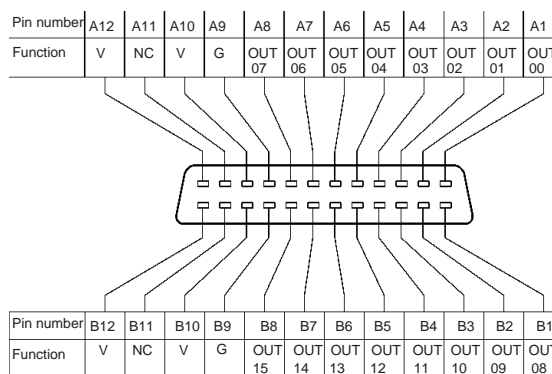 Pin number A12 A11 A10 A9 A8 A7 A6 A5 A4 A3 A2 A1
Function V NC V G OUT OUT OUT OUT OUT OUT OUT OUT
07 06 05 04 03 02 01 00
Pin number B12 B11 B10 B9 B8 B7 B6 B5 B4 B3 B2 B1
Function V NC V G OUT OUT OUT OUT OUT OUT OUT OUT
15 14 13 12 11 10 09 08